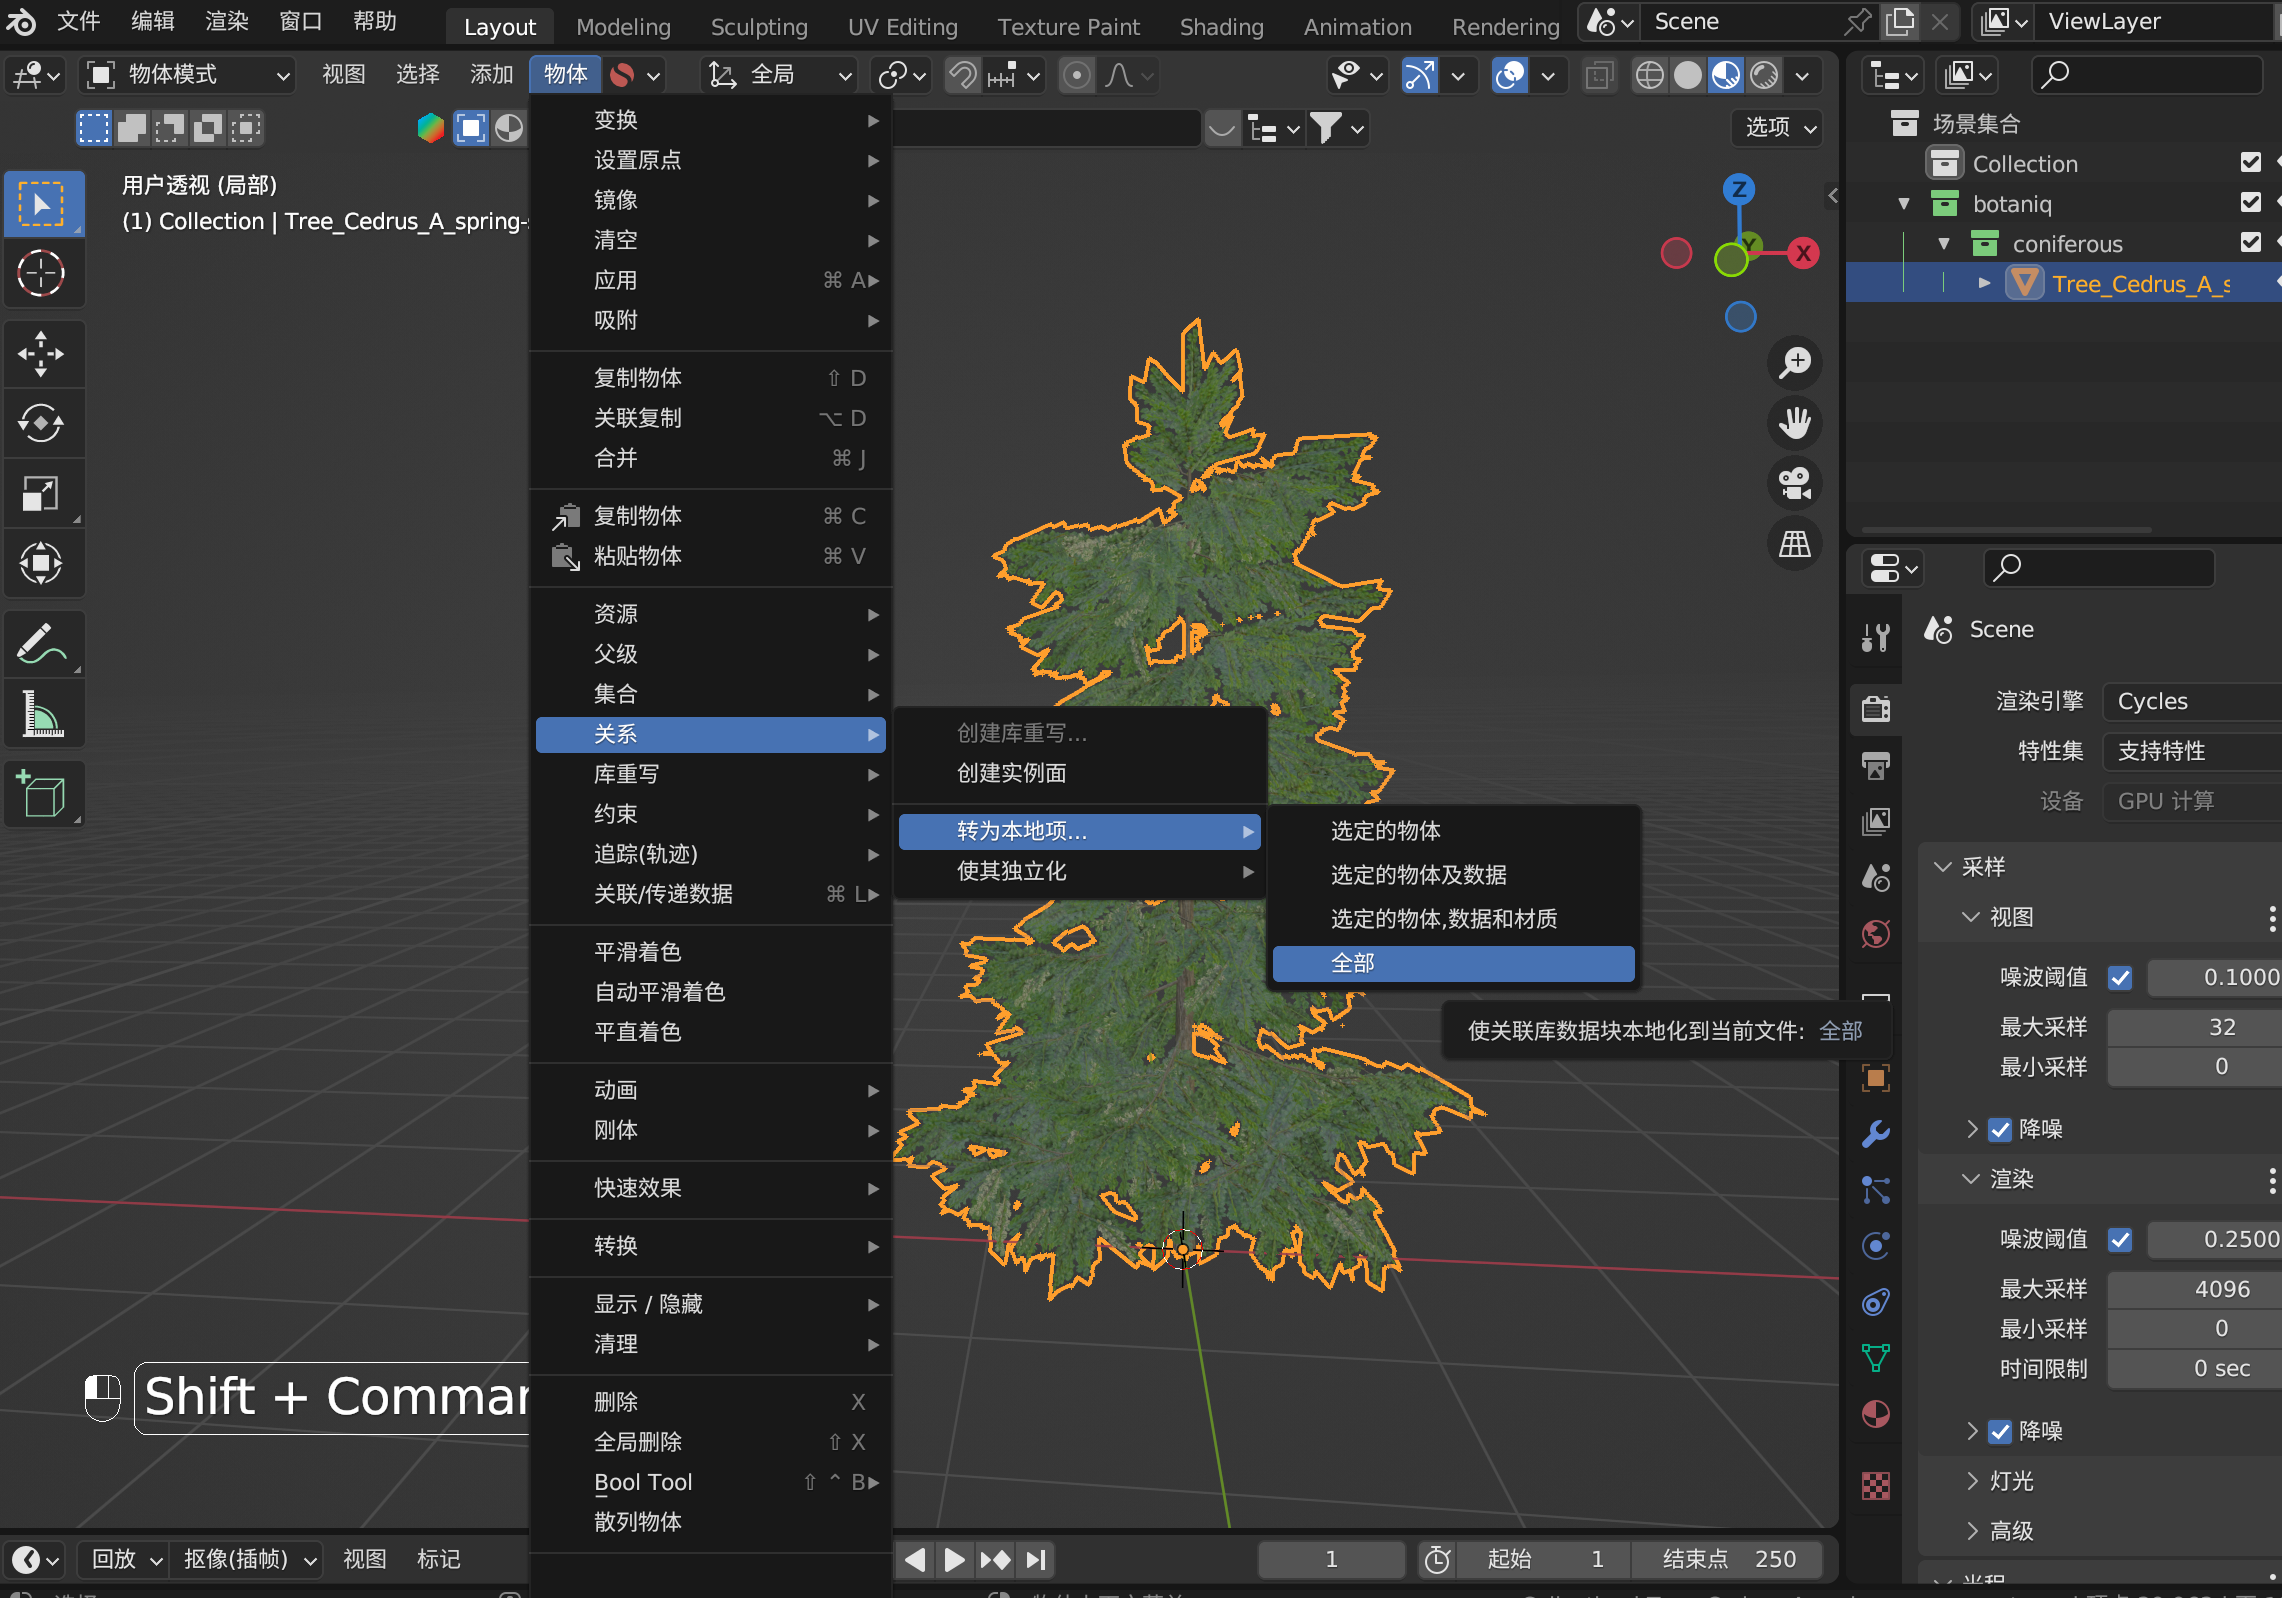 文件 编辑 渲染 窗口 帮助 Layout Modeling Sculpting UV Editing Texture Paint Shading Animation Rendering Scene ViewLayer
物体模式 视图 选择 添加 物体 全局
选项
用户透视 (局部)
(1) Collection | Tree_Cedrus_A_spring-
变换
设置原点
镜像
清空
应用 ⌘ A
吸附
复制物体 ⇧ D
关联复制 ⌥ D
合并 ⌘ J
复制物体 ⌘ C
粘贴物体 ⌘ V
资源
父级
集合
关系
库重写
约束
追踪(轨迹)
关联/传递数据 ⌘ L
平滑着色
自动平滑着色
平直着色
动画
刚体
快速效果
转换
显示 / 隐藏
清理
删除 X
全局删除 ⇧ X
Bool Tool ⇧ ⌃ B
散列物体
创建库重写...
创建实例面
转为本地项...
使其独立化
选定的物体
选定的物体及数据
选定的物体,数据和材质
全部
使关联库数据块本地化到当前文件: 全部
Z
Y
X
Shift + Comma
场景集合
Collection
botaniq
coniferous
Tree_Cedrus_A_s
Scene
渲染引擎 Cycles
特性集 支持特性
设备 GPU 计算
采样
视图
噪波阈值 0.1000
最大采样 32
最小采样 0
降噪
渲染
噪波阈值 0.2500
最大采样 4096
最小采样 0
时间限制 0 sec
降噪
灯光
高级
回放 抠像(插帧) 视图 标记 1 起始 1 结束点 250